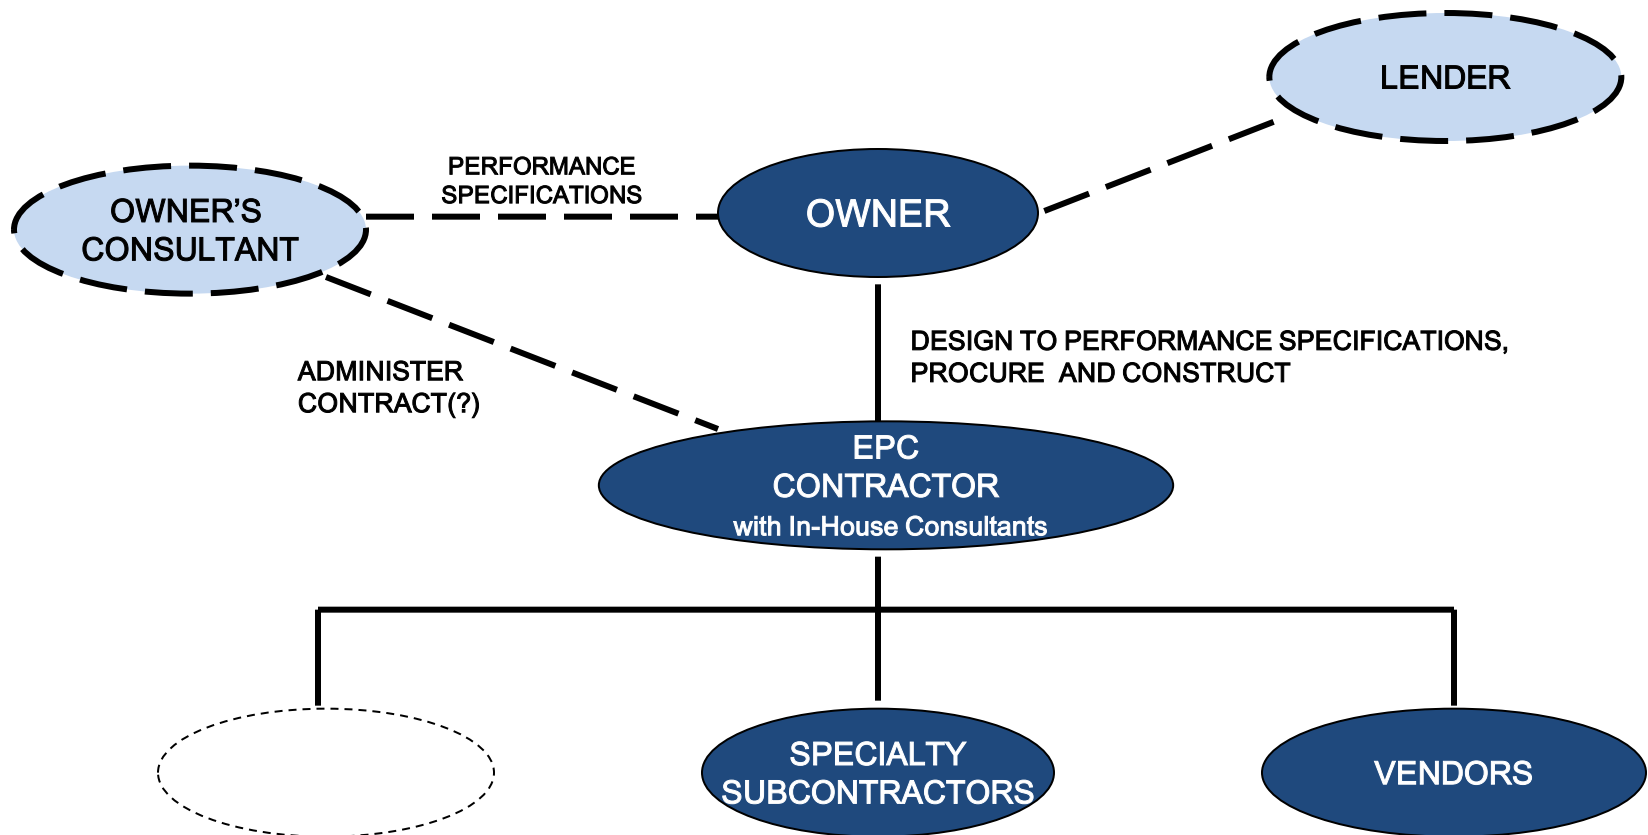 LENDER
PERFORMANCE
SPECIFICATIONS
OWNER'S
CONSULTANT
OWNER
DESIGN TO PERFORMANCE SPECIFICATIONS,
PROCURE AND CONSTRUCT
ADMINISTER
CONTRACT(?)
EPC
CONTRACTOR
with In-House Consultants
SPECIALTY
SUBCONTRACTORS
VENDORS